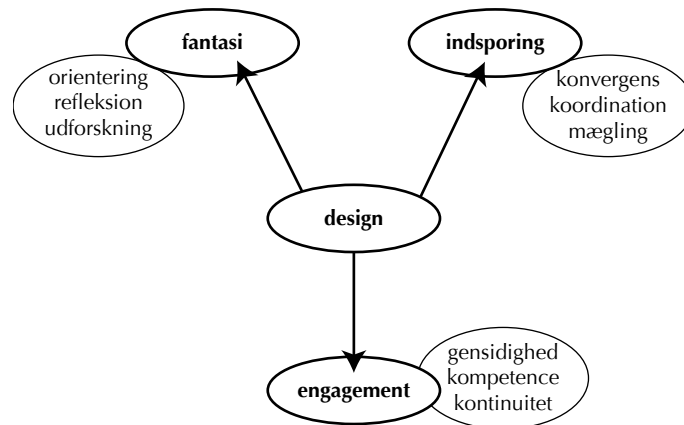 fantasi
indsporing
orientering
refleksion
udforskning
konvergens
koordination
mægling
design
gensidighed
kompetence
kontinuitet
engagement